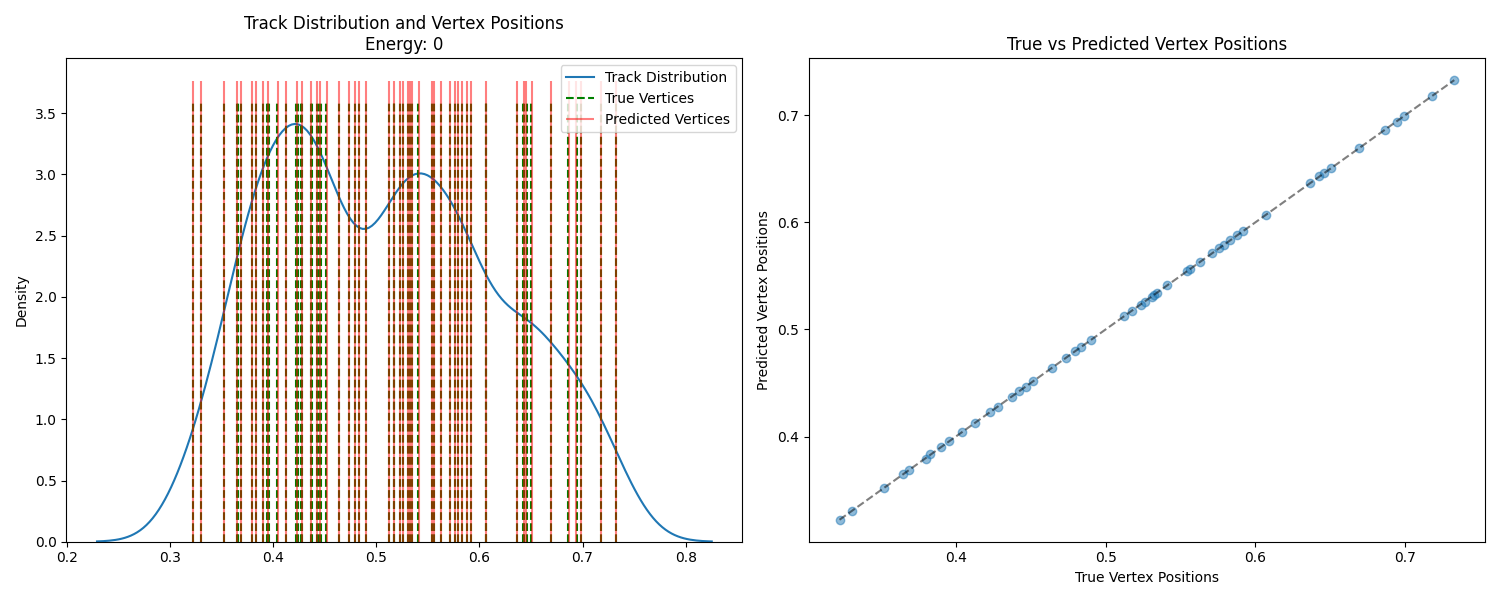 Track Distribution and Vertex Positions
Energy: 0
Track Distribution
True Vertices
Predicted Vertices
Density
3.5
3.0
2.5
2.0
1.5
1.0
0.5
0.0
0.2
0.3
0.4
0.5
0.6
0.7
0.8
True vs Predicted Vertex Positions
Predicted Vertex Positions
0.7
0.6
0.5
0.4
0.4
0.5
0.6
0.7
True Vertex Positions